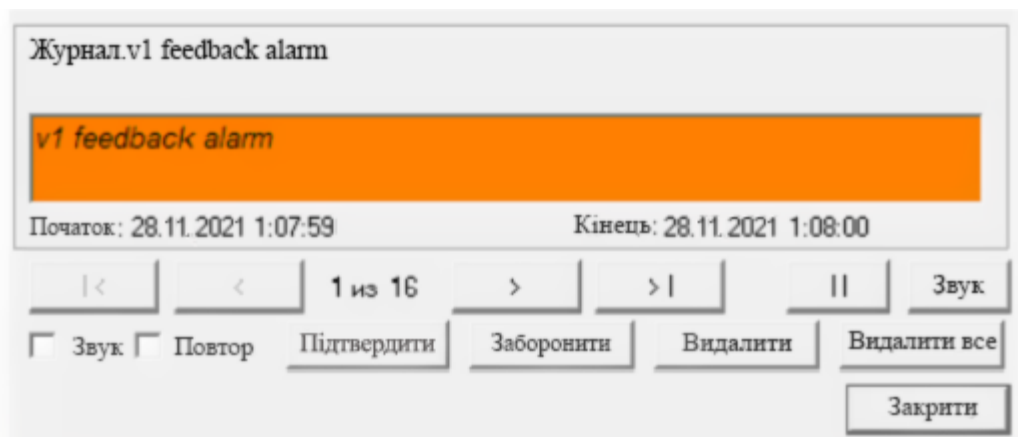 Журнал.v1 feedback alarm
v1 feedback alarm
Початок: 28.11.2021 1:07:59 Кінець: 28.11.2021 1:08:00
|< < 1 из 16 > >| || Звук
Звук Повтор Підтвердити Заборонити Видалити Видалити все
Закрити